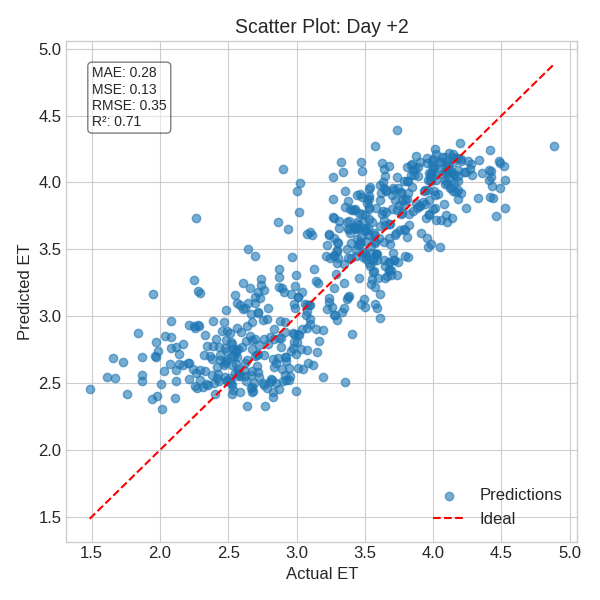 Scatter Plot: Day +2
MAE: 0.28
MSE: 0.13
RMSE: 0.35
R²: 0.71
5.0
4.5
4.0
3.5
3.0
2.5
2.0
1.5
Predicted ET
Predictions
Ideal
1.5 2.0 2.5 3.0 3.5 4.0 4.5 5.0
Actual ET